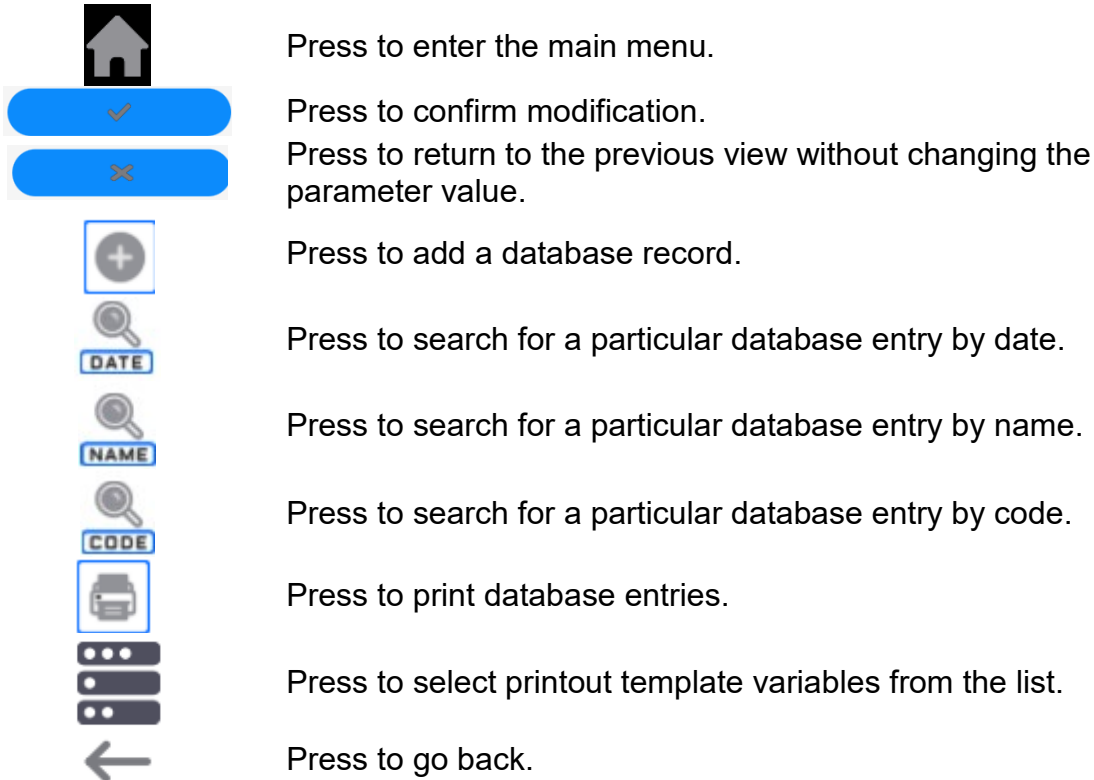 Press to enter the main menu.
Press to confirm modification.
Press to return to the previous view without changing the
parameter value.
Press to add a database record.
DATE
Press to search for a particular database entry by date.
NAME
Press to search for a particular database entry by name.
CODE
Press to search for a particular database entry by code.
Press to print database entries.
Press to select printout template variables from the list.
Press to go back.